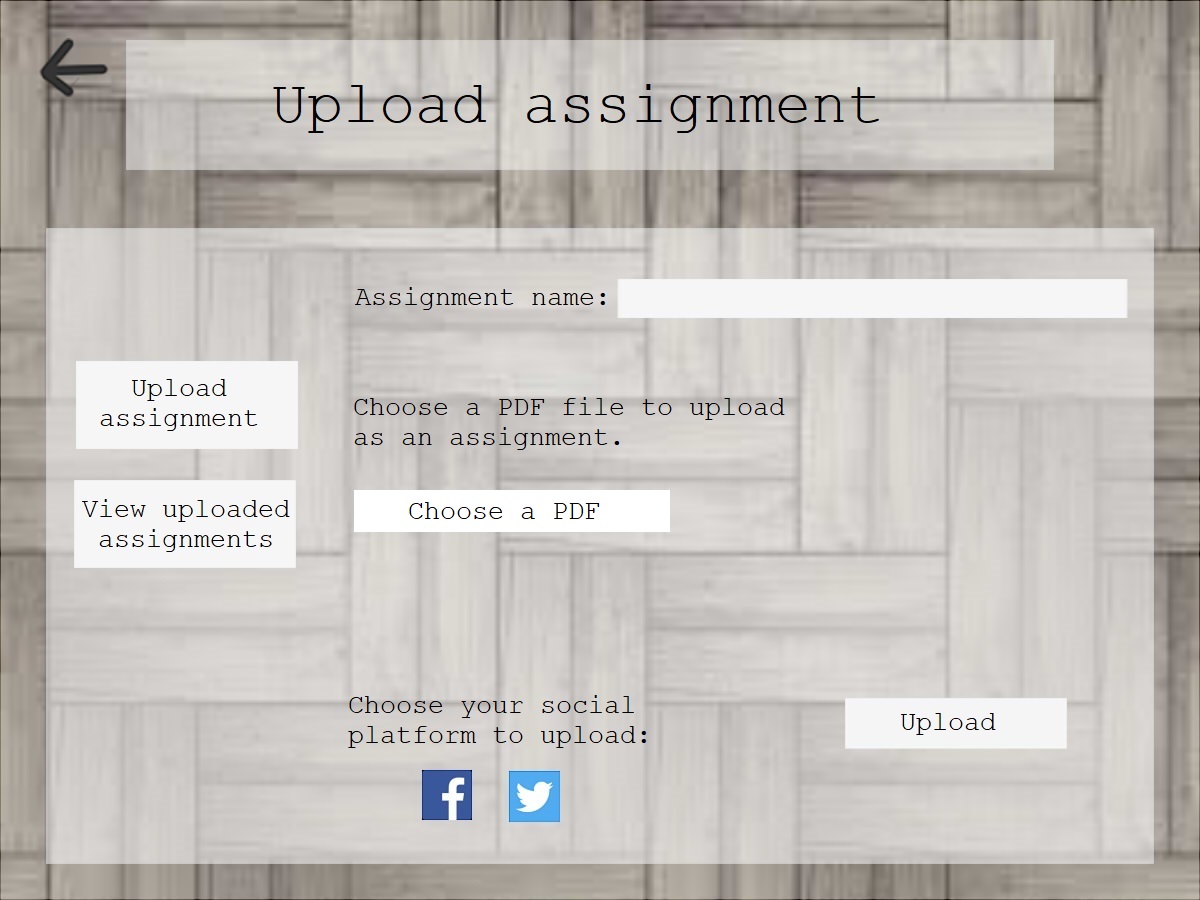 Upload assignment
Assignment name:
Upload
assignment
Choose a PDF file to upload
as an assignment.
View uploaded
assignments
Choose a PDF
Choose your social
platform to upload:
Upload